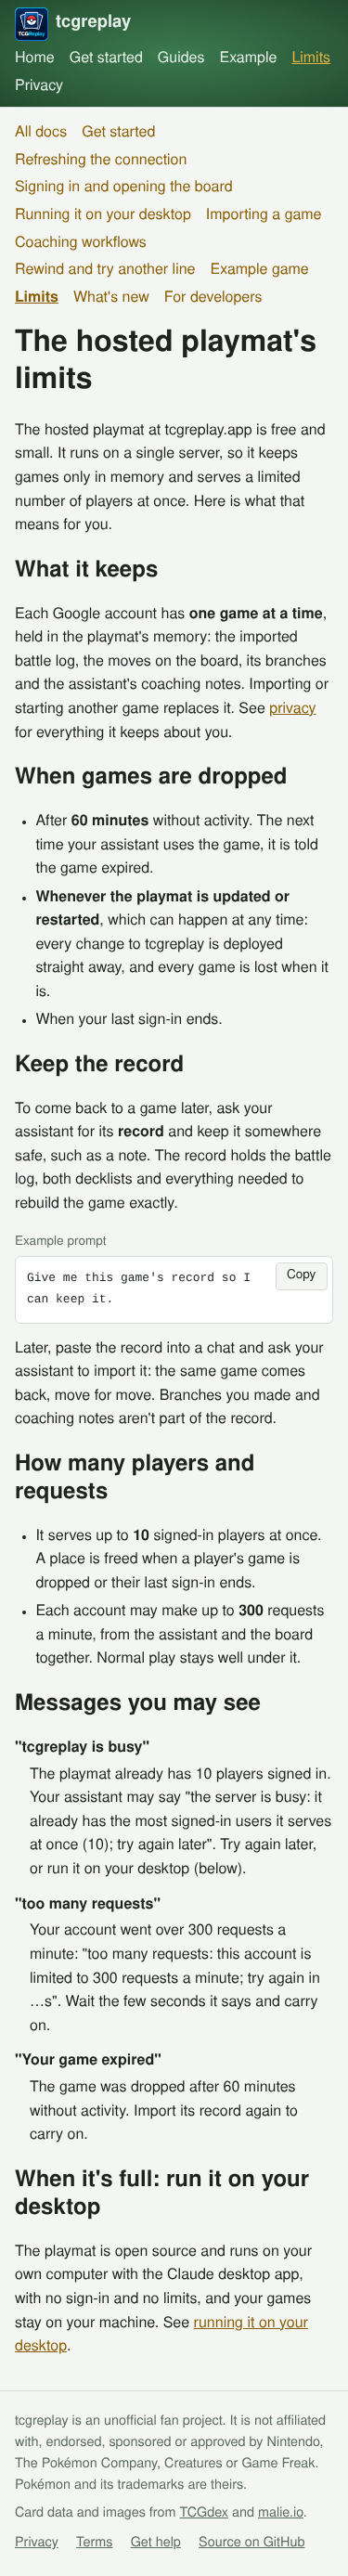 TCGReplay
tcgreplay
Home Get started Guides Example Limits
Privacy
All docs Get started
Refreshing the connection
Signing in and opening the board
Running it on your desktop Importing a game
Coaching workflows
Rewind and try another line Example game
Limits What's new For developers
The hosted playmat's
limits
The hosted playmat at tcgreplay.app is free and
small. It runs on a single server, so it keeps
games only in memory and serves a limited
number of players at once. Here is what that
means for you.
What it keeps
Each Google account has one game at a time,
held in the playmat's memory: the imported
battle log, the moves on the board, its branches
and the assistant's coaching notes. Importing or
starting another game replaces it. See privacy
for everything it keeps about you.
When games are dropped
• After 60 minutes without activity. The next
time your assistant uses the game, it is told
the game expired.
• Whenever the playmat is updated or
restarted, which can happen at any time:
every change to tcgreplay is deployed
straight away, and every game is lost when it
is.
• When your last sign-in ends.
Keep the record
To come back to a game later, ask your
assistant for its record and keep it somewhere
safe, such as a note. The record holds the battle
log, both decklists and everything needed to
rebuild the game exactly.
Example prompt
Give me this game's record so I
can keep it.
Copy
Later, paste the record into a chat and ask your
assistant to import it: the same game comes
back, move for move. Branches you made and
coaching notes aren't part of the record.
How many players and
requests
• It serves up to 10 signed-in players at once.
A place is freed when a player's game is
dropped or their last sign-in ends.
• Each account may make up to 300 requests
a minute, from the assistant and the board
together. Normal play stays well under it.
Messages you may see
"tcgreplay is busy"
The playmat already has 10 players signed in.
Your assistant may say "the server is busy: it
already has the most signed-in users it serves
at once (10); try again later". Try again later,
or run it on your desktop (below).
"too many requests"
Your account went over 300 requests a
minute: "too many requests: this account is
limited to 300 requests a minute; try again in
…s". Wait the few seconds it says and carry
on.
"Your game expired"
The game was dropped after 60 minutes
without activity. Import its record again to
carry on.
When it's full: run it on your
desktop
The playmat is open source and runs on your
own computer with the Claude desktop app,
with no sign-in and no limits, and your games
stay on your machine. See running it on your
desktop.
tcgreplay is an unofficial fan project. It is not affiliated
with, endorsed, sponsored or approved by Nintendo,
The Pokémon Company, Creatures or Game Freak.
Pokémon and its trademarks are theirs.
Card data and images from TCGdex and malie.io.
Privacy Terms Get help Source on GitHub